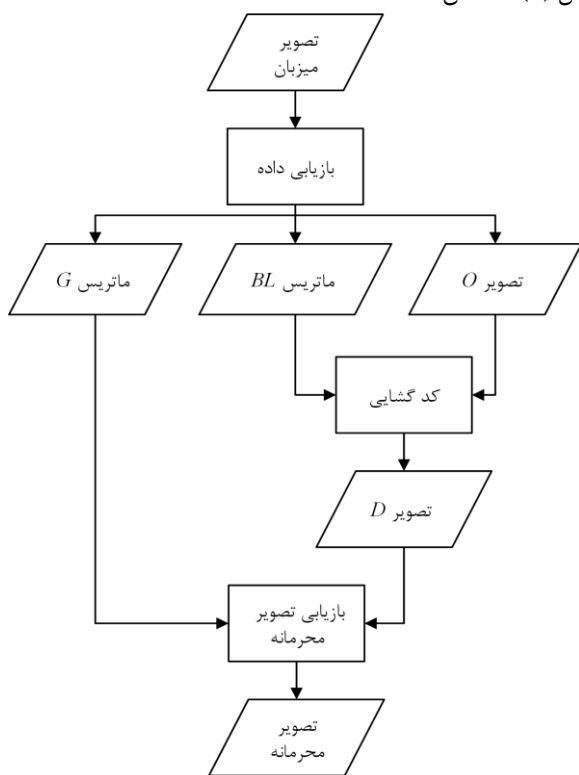 تصویر
میزبان
بازیابی داده
تصویر O
ماتریس BL
ماتریس G
کد گشایی
تصویر D
بازیابی تصویر
محرمانه
تصویر
محرمانه